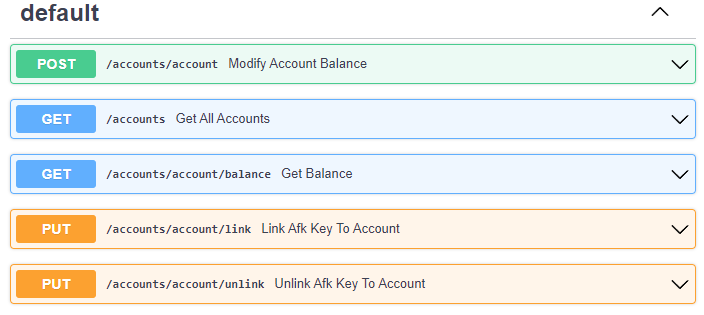 default
POST /accounts/account Modify Account Balance
GET /accounts Get All Accounts
GET /accounts/account/balance Get Balance
PUT /accounts/account/link Link Afk Key To Account
PUT /accounts/account/unlink Unlink Afk Key To Account